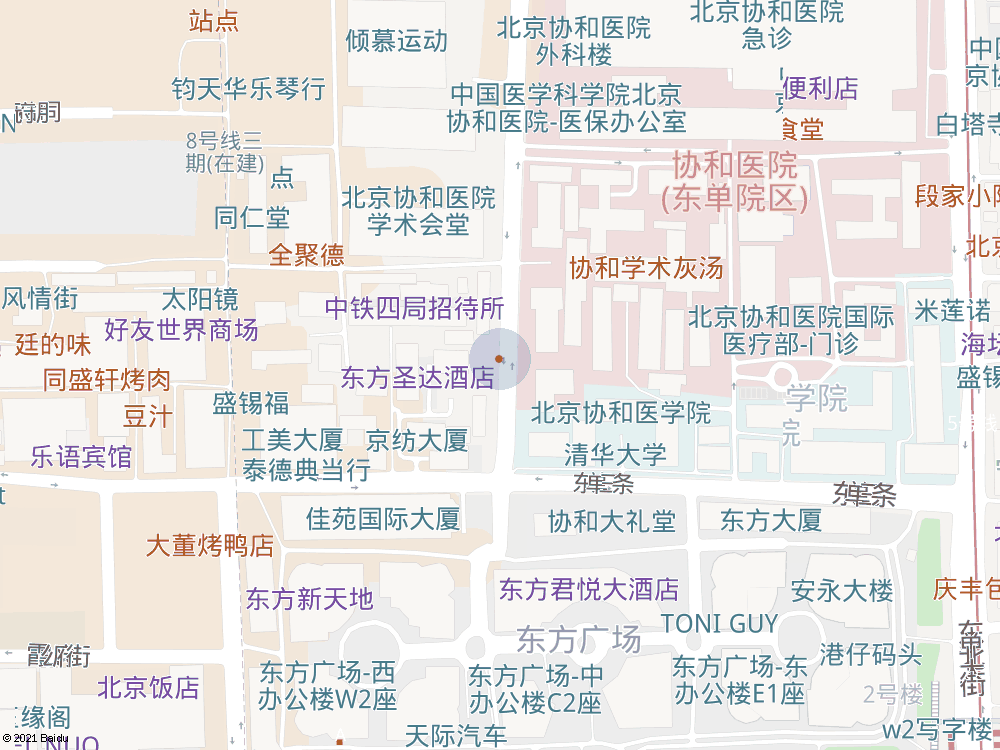 站点
倾慕运动
北京协和医院
外科楼
北京协和医院
急诊
钧天华乐琴行
中国医学科学院北京
协和医院-医保办公室
便利店
食堂
白塔寺
8号线三
期(在建)
点
同仁堂
北京协和医院
学术会堂
协和医院
(东单院区)
段家小院
全聚德
协和学术灰汤
风情街
太阳镜
中铁四局招待所
好友世界商场
北京协和医院国际
医疗部-门诊
米莲诺
廷的味
同盛轩烤肉
东方圣达酒店
豆汁
盛锡福
北京协和医学院
学院
工美大厦
京纺大厦
清华大学
乐语宾馆
泰德典当行
佳苑国际大厦
协和大礼堂
东方大厦
大董烤鸭店
东方新天地
东方君悦大酒店
安永大楼
庆丰包
TONI GUY
东方广场
港仔码头
东方广场-西
办公楼W2座
东方广场-中
办公楼C2座
东方广场-东
办公楼E1座
北京饭店
2号楼
缘阁
天际汽车
w2写字楼
NUO
© 2021 Baidu